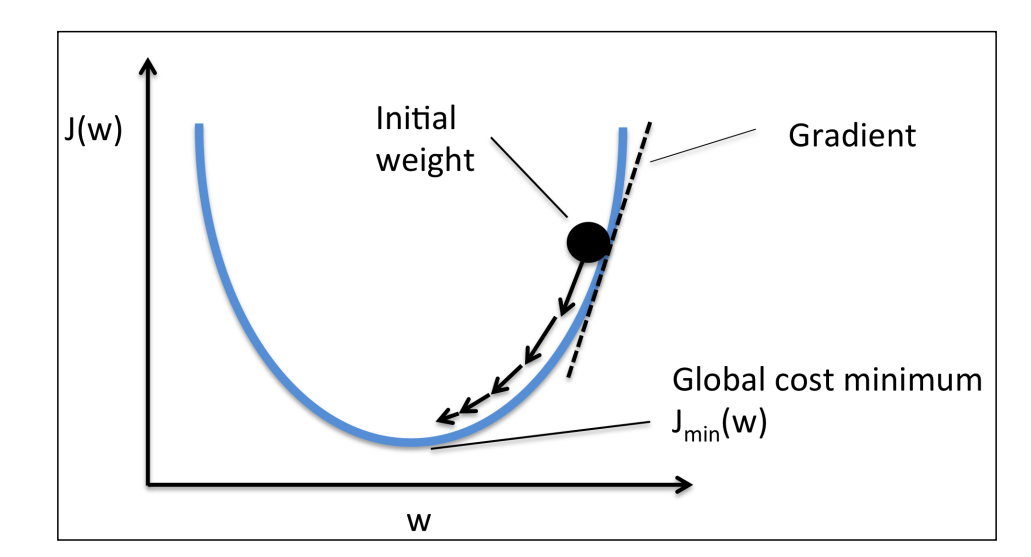 J(w)
Initial
weight
Gradient
Global cost minimum
Jmin(w)
w